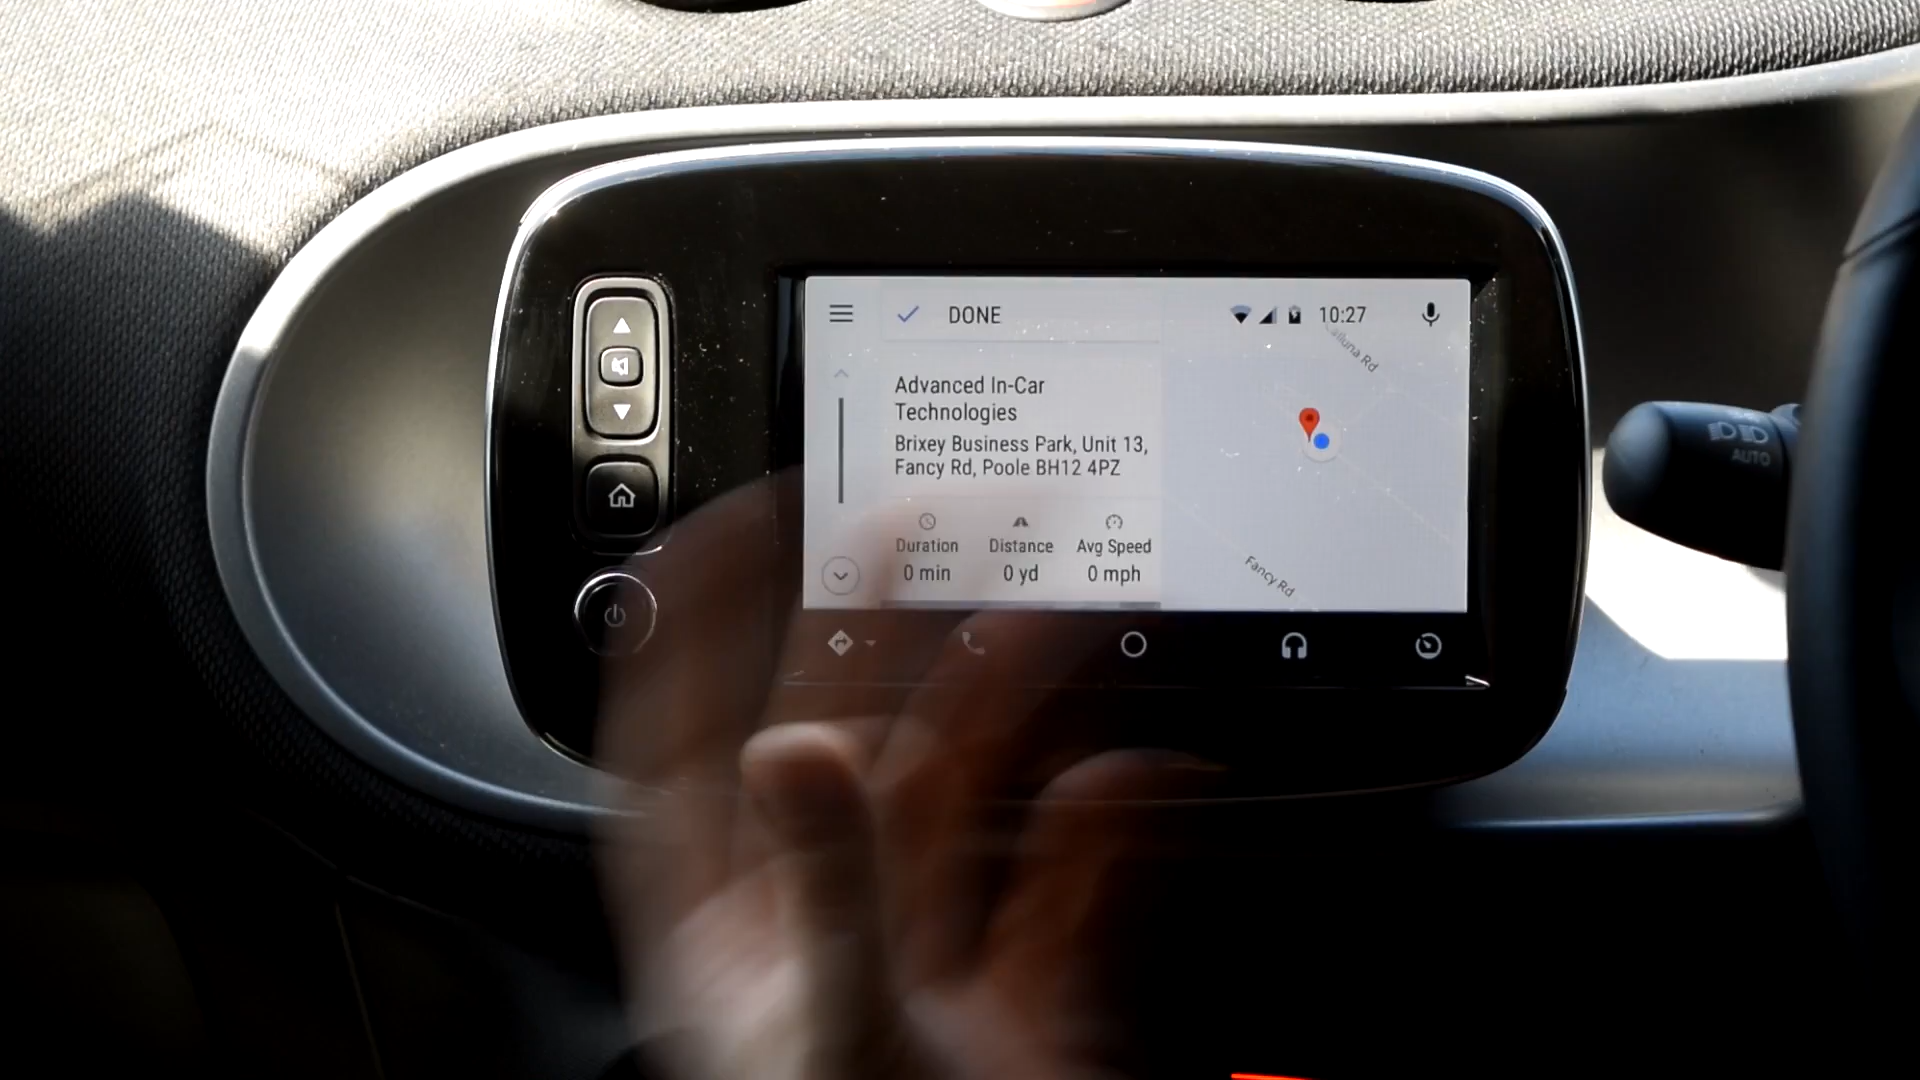 DONE
10:27
Advanced In-Car
Technologies
Brixey Business Park, Unit 13,
Fancy Rd, Poole BH12 4PZ
Duration
Distance
Avg Speed
0 min
0 yd
0 mph
Rd
Fancy Rd
AUTO